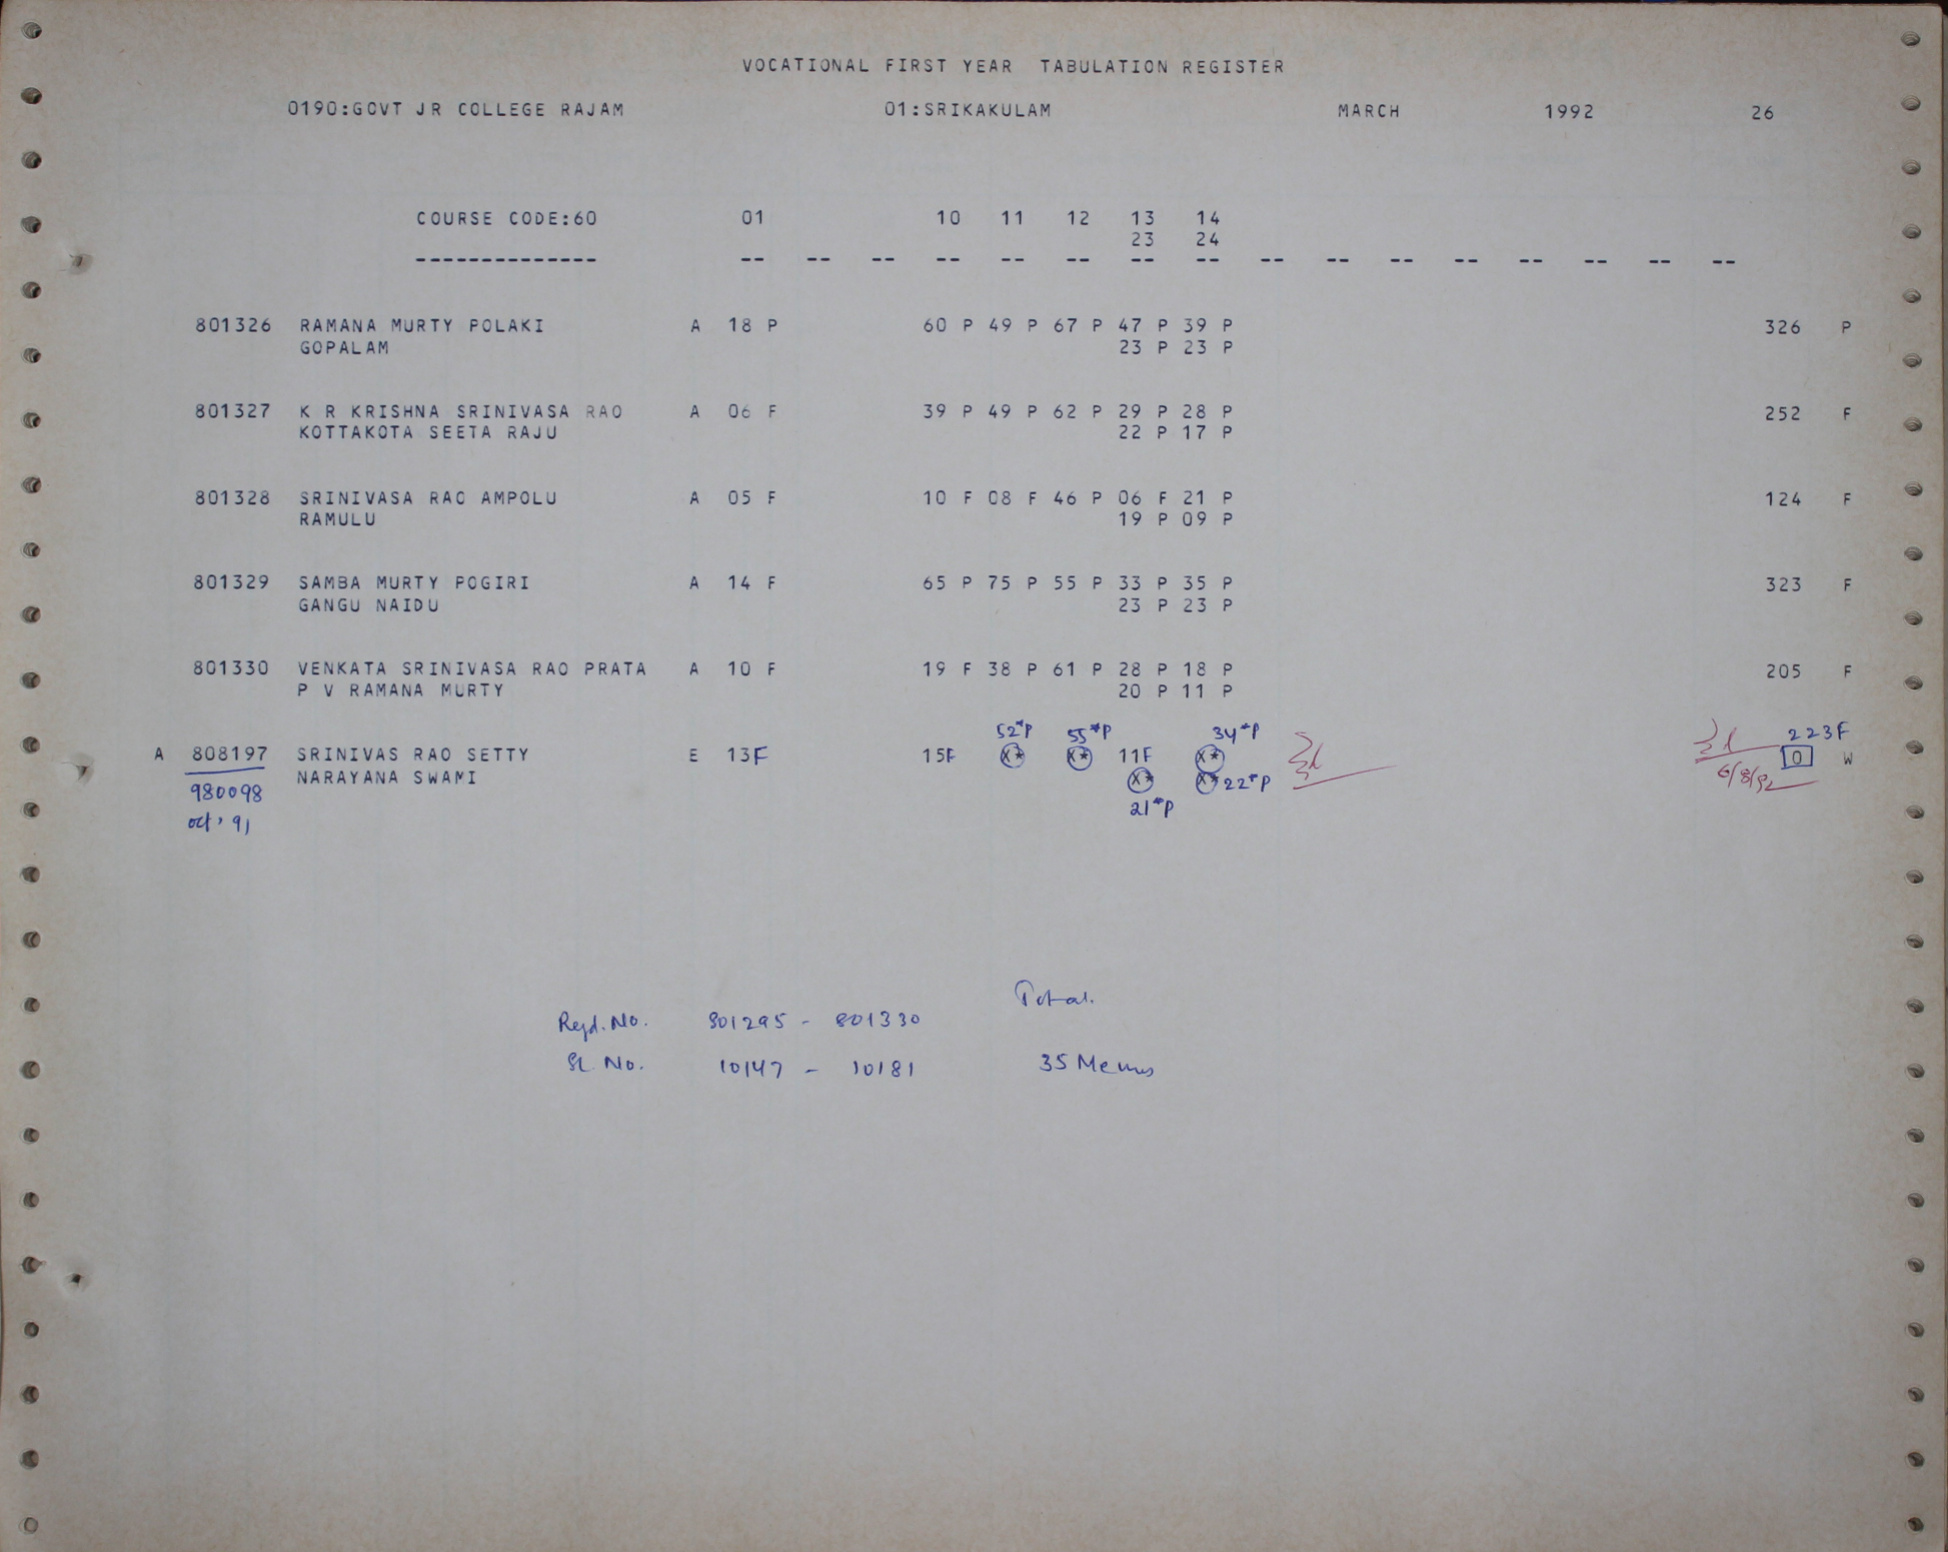 VOCATIONAL FIRST YEAR TABULATION REGISTER
0190:GOVT JR COLLEGE RAJAM 01:SRIKAKULAM MARCH 1992 26
COURSE CODE:60 01 10 11 12 13 14
23 24
-------------- -- -- -- -- -- -- -- -- -- -- -- -- -- -- -- --
801326 RAMANA MURTY POLAKI A 18 P 60 P 49 P 67 P 47 P 39 P 326 P
GOPALAM 23 P 23 P
801327 K R KRISHNA SRINIVASA RAO A 06 F 39 P 49 P 62 P 29 P 28 P 252 F
KOTTAKOTA SEETA RAJU 22 P 17 P
801328 SRINIVASA RAO AMPOLU A 05 F 10 F 08 F 46 P 06 F 21 P 124 F
RAMULU 19 P 09 P
801329 SAMBA MURTY POGIRI A 14 F 65 P 75 P 55 P 33 P 35 P 323 F
GANGU NAIDU 23 P 23 P
801330 VENKATA SRINIVASA RAO PRATA A 10 F 19 F 38 P 61 P 28 P 18 P 205 F
P V RAMANA MURTY 20 P 11 P
52*P 55*P 34*P 223F
A 808197 SRINIVAS RAO SETTY E 13F 15F X* X* 11F X* 0 W
NARAYANA SWAMI X* X* 22*P
980098 21*P 6/8/92
oct, 91
Total.
Regd. No. 801295 - 801330
Sl. No. 10147 - 10181 35 Memos